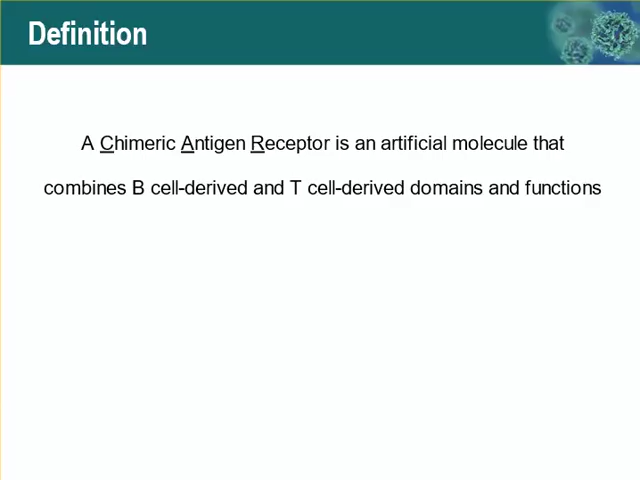 Definition
A Chimeric Antigen Receptor is an artificial molecule that
combines B cell-derived and T cell-derived domains and functions